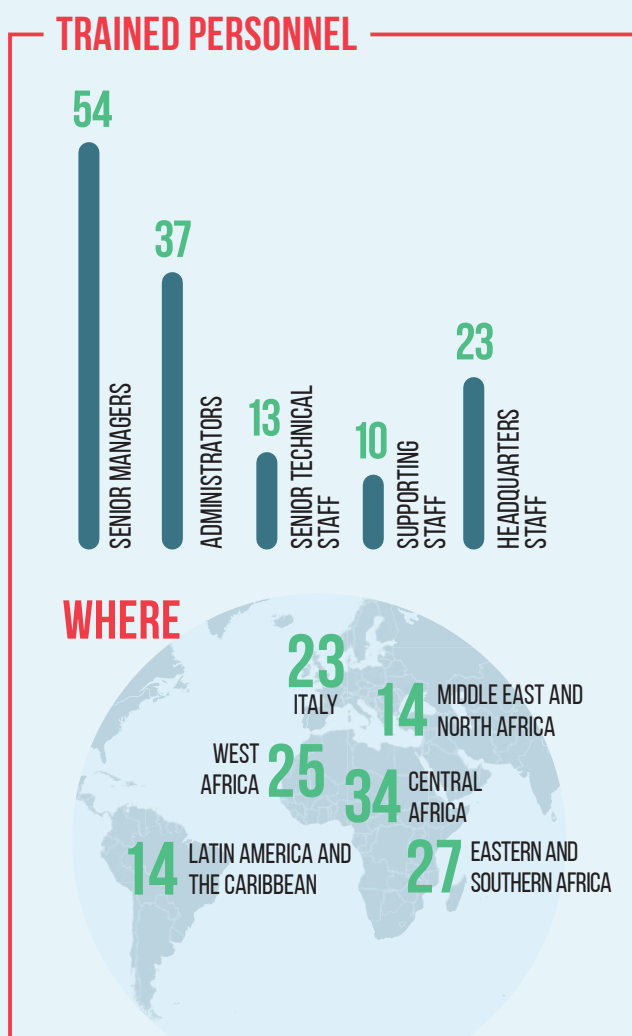 TRAINED PERSONNEL
54
SENIOR MANAGERS
37
ADMINISTRATORS
13
SENIOR TECHNICAL
STAFF
10
SUPPORTING
STAFF
23
HEADQUARTERS
STAFF
WHERE
23
ITALY
14
MIDDLE EAST AND
NORTH AFRICA
WEST
AFRICA
25
34
CENTRAL
AFRICA
14
LATIN AMERICA AND
THE CARIBBEAN
27
EASTERN AND
SOUTHERN AFRICA